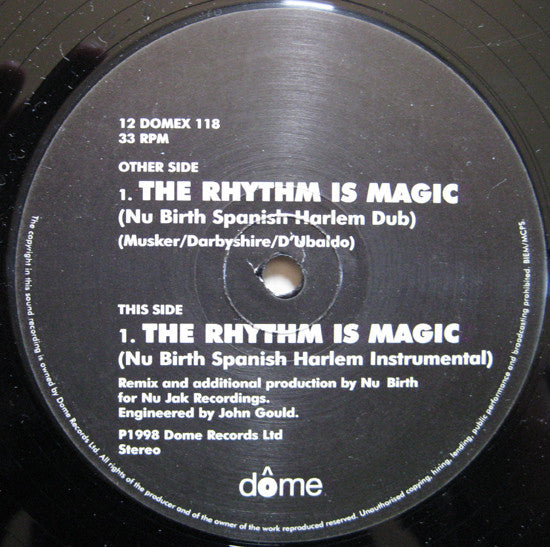 12 DOMEX 118
33 RPM
OTHER SIDE
1. THE RHYTHM IS MAGIC
(Nu Birth Spanish Harlem Dub)
(Musker/Darbyshire/D'Ubaldo)
THIS SIDE
1. THE RHYTHM IS MAGIC
(Nu Birth Spanish Harlem Instrumental)
Remix and additional production by Nu Birth
for Nu Jak Recordings.
Engineered by John Gould.
P1998 Dome Records Ltd
Stereo
dôme
The copyright in this sound recording is owned by Dome Records Ltd. All rights of the producer and of the owner of the work reproduced reserved. Unauthorised copying, hiring, lending, public performance and broadcasting prohibited. BIEM/MCPS